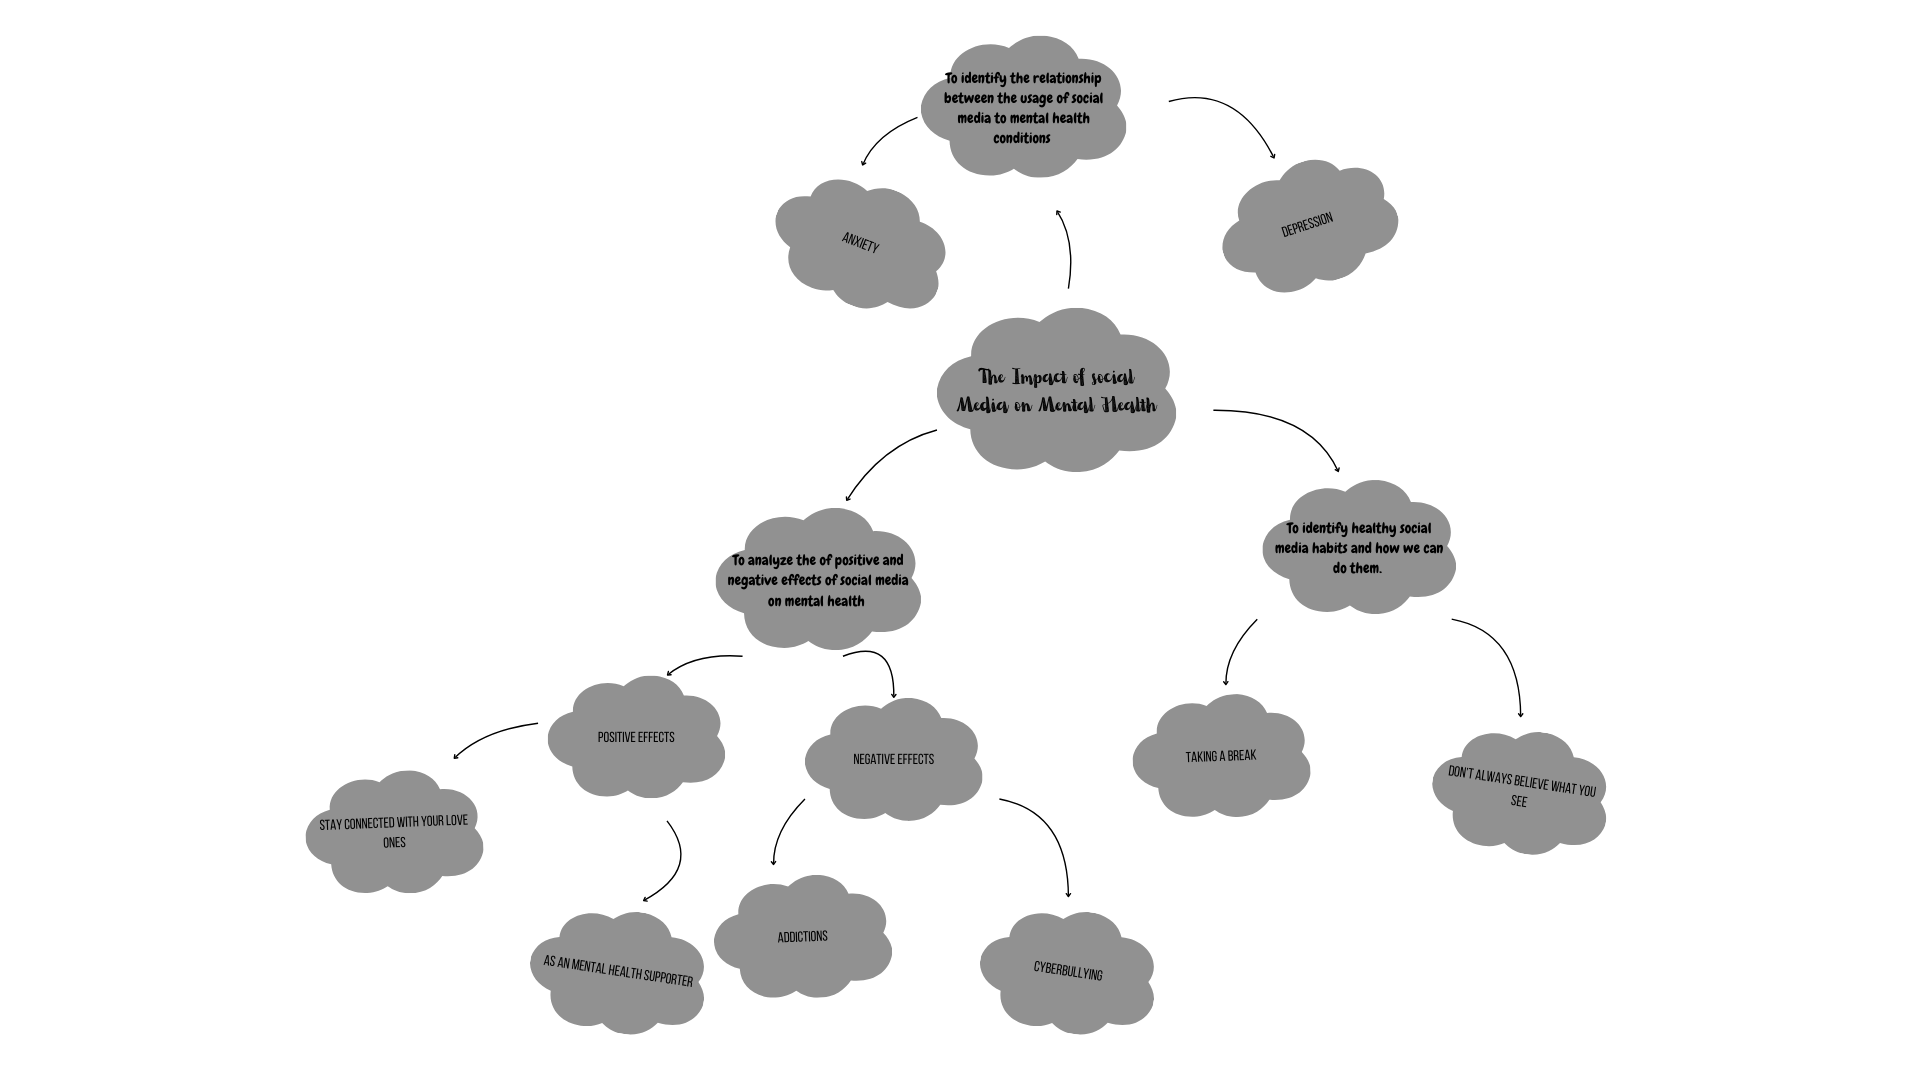 To identify the relationship
between the usage of social
media to mental health
conditions
ANXIETY
DEPRESSION
The Impact of social
Media on Mental Health
To analyze the of positive and
negative effects of social media
on mental health
To identify healthy social
media habits and how we can
do them.
POSITIVE EFFECTS
NEGATIVE EFFECTS
TAKING A BREAK
DON'T ALWAYS BELIEVE WHAT YOU
SEE
STAY CONNECTED WITH YOUR LOVE
ONES
AS AN MENTAL HEALTH SUPPORTER
ADDICTIONS
CYBERBULLYING